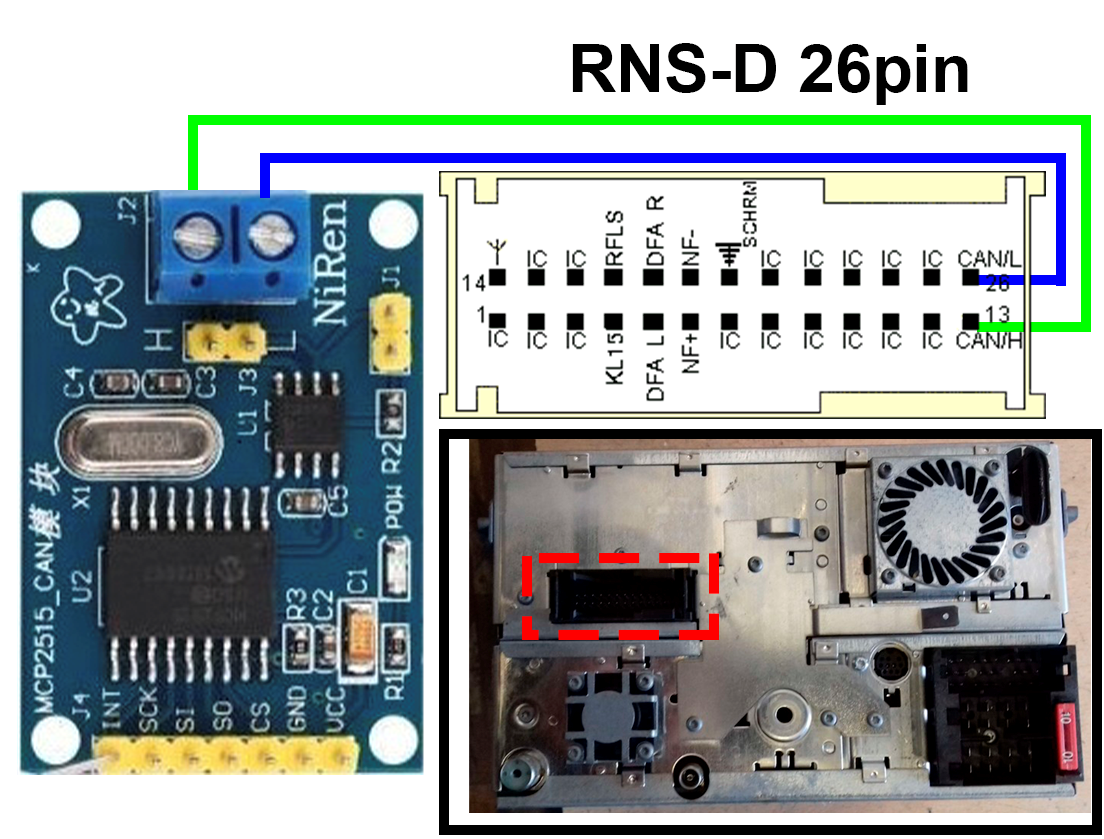 RNS-D 26pin
J2
K
NiRen
J1
H
L
C4
C3
J3
U1
X1
R2
C5
POW
MCP2515_CAN模块
U2
C1
R3
C2
R1
J4
INT
SCK
SI
SO
CS
GND
VCC
IC
IC
RFLS
DFA R
NF-
SCHRM
IC
IC
IC
IC
IC
CAN/L
14
26
1
13
IC
IC
IC
KL15
DFA L
NF+
IC
IC
IC
IC
IC
IC
CAN/H
10
10